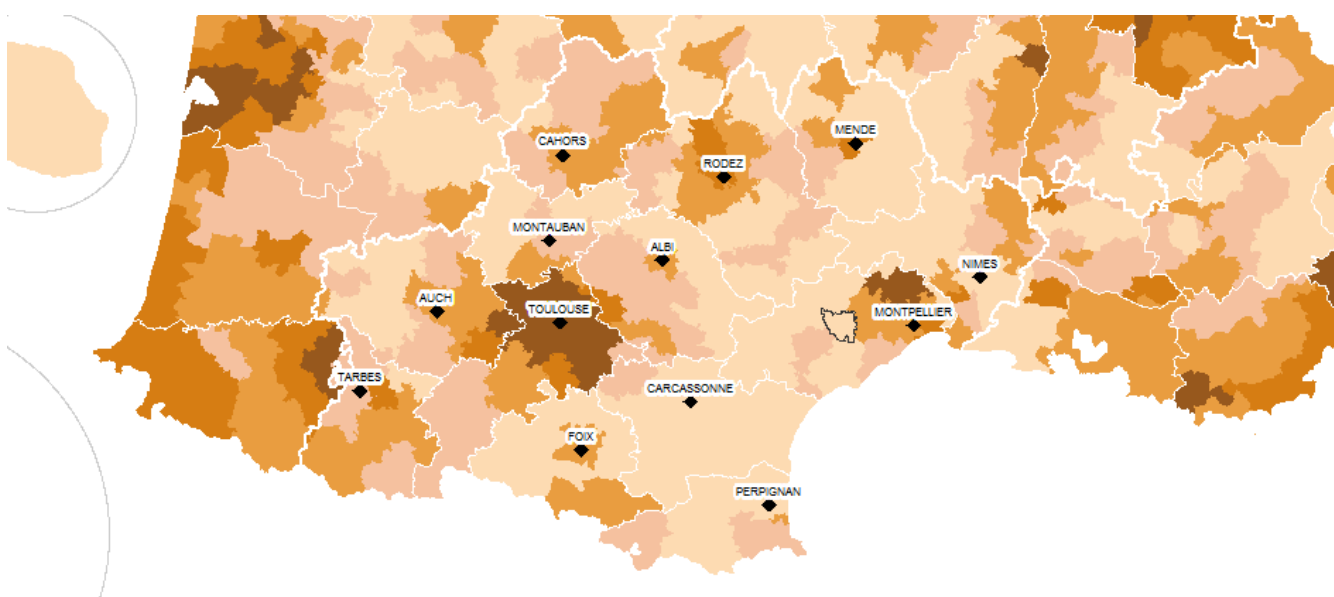 MENDE
CAHORS
RODEZ
MONTAUBAN
ALBI
NIMES
AUCH
TOULOUSE
MONTPELLIER
TARBES
CARCASSONNE
FOIX
PERPIGNAN